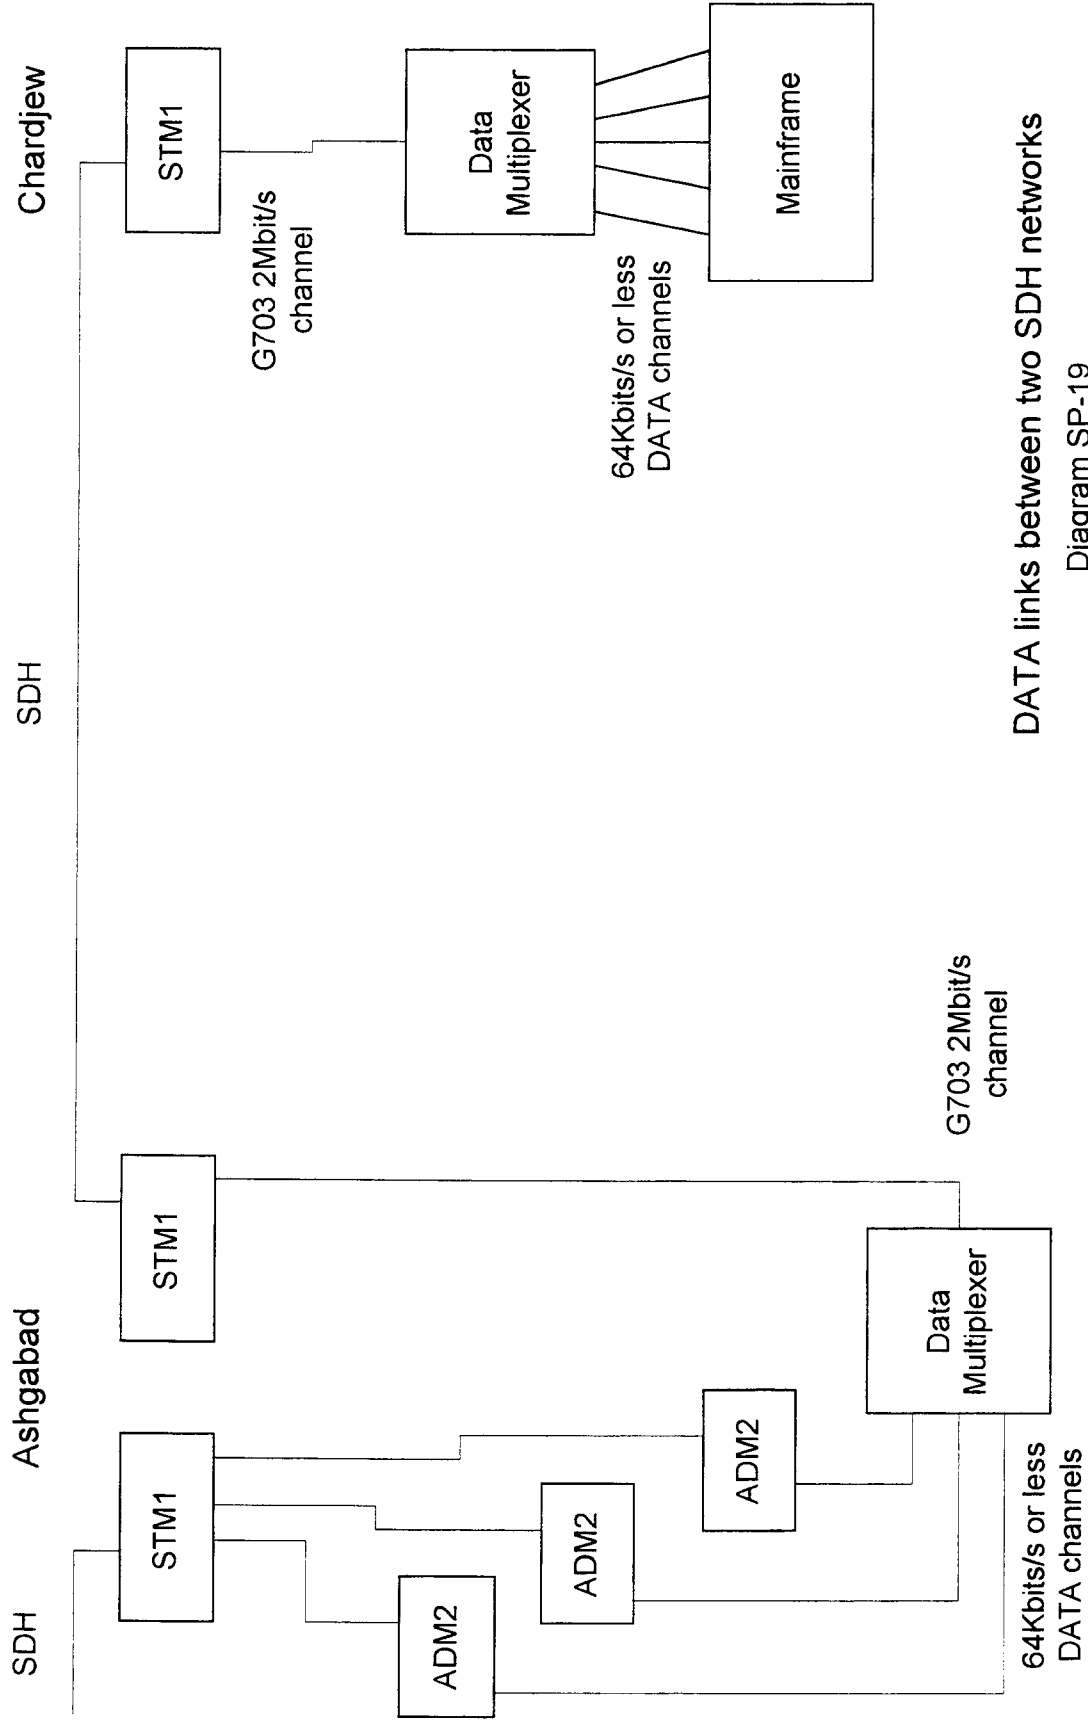 SDH
Ashgabad
SDH
Chardjew
STM1
STM1
STM1
G703 2Mbit/s
channel
ADM2
ADM2
ADM2
Data
Multiplexer
Data
Multiplexer
64Kbits/s or less
DATA channels
Mainframe
G703 2Mbit/s
channel
64Kbits/s or less
DATA channels
DATA links between two SDH networks
Diagram SP-19